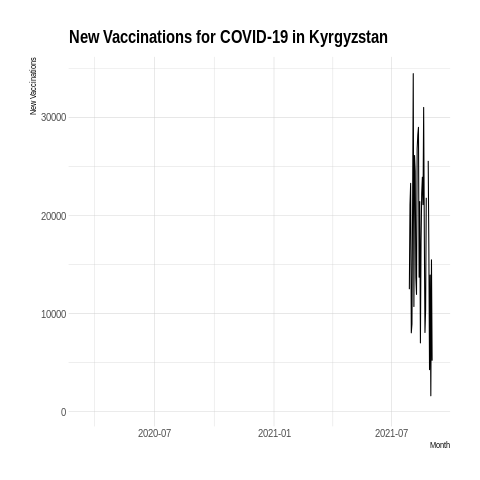 New Vaccinations for COVID-19 in Kyrgyzstan
New Vaccinations
30000
20000
10000
0
2020-07 2021-01 2021-07
Month